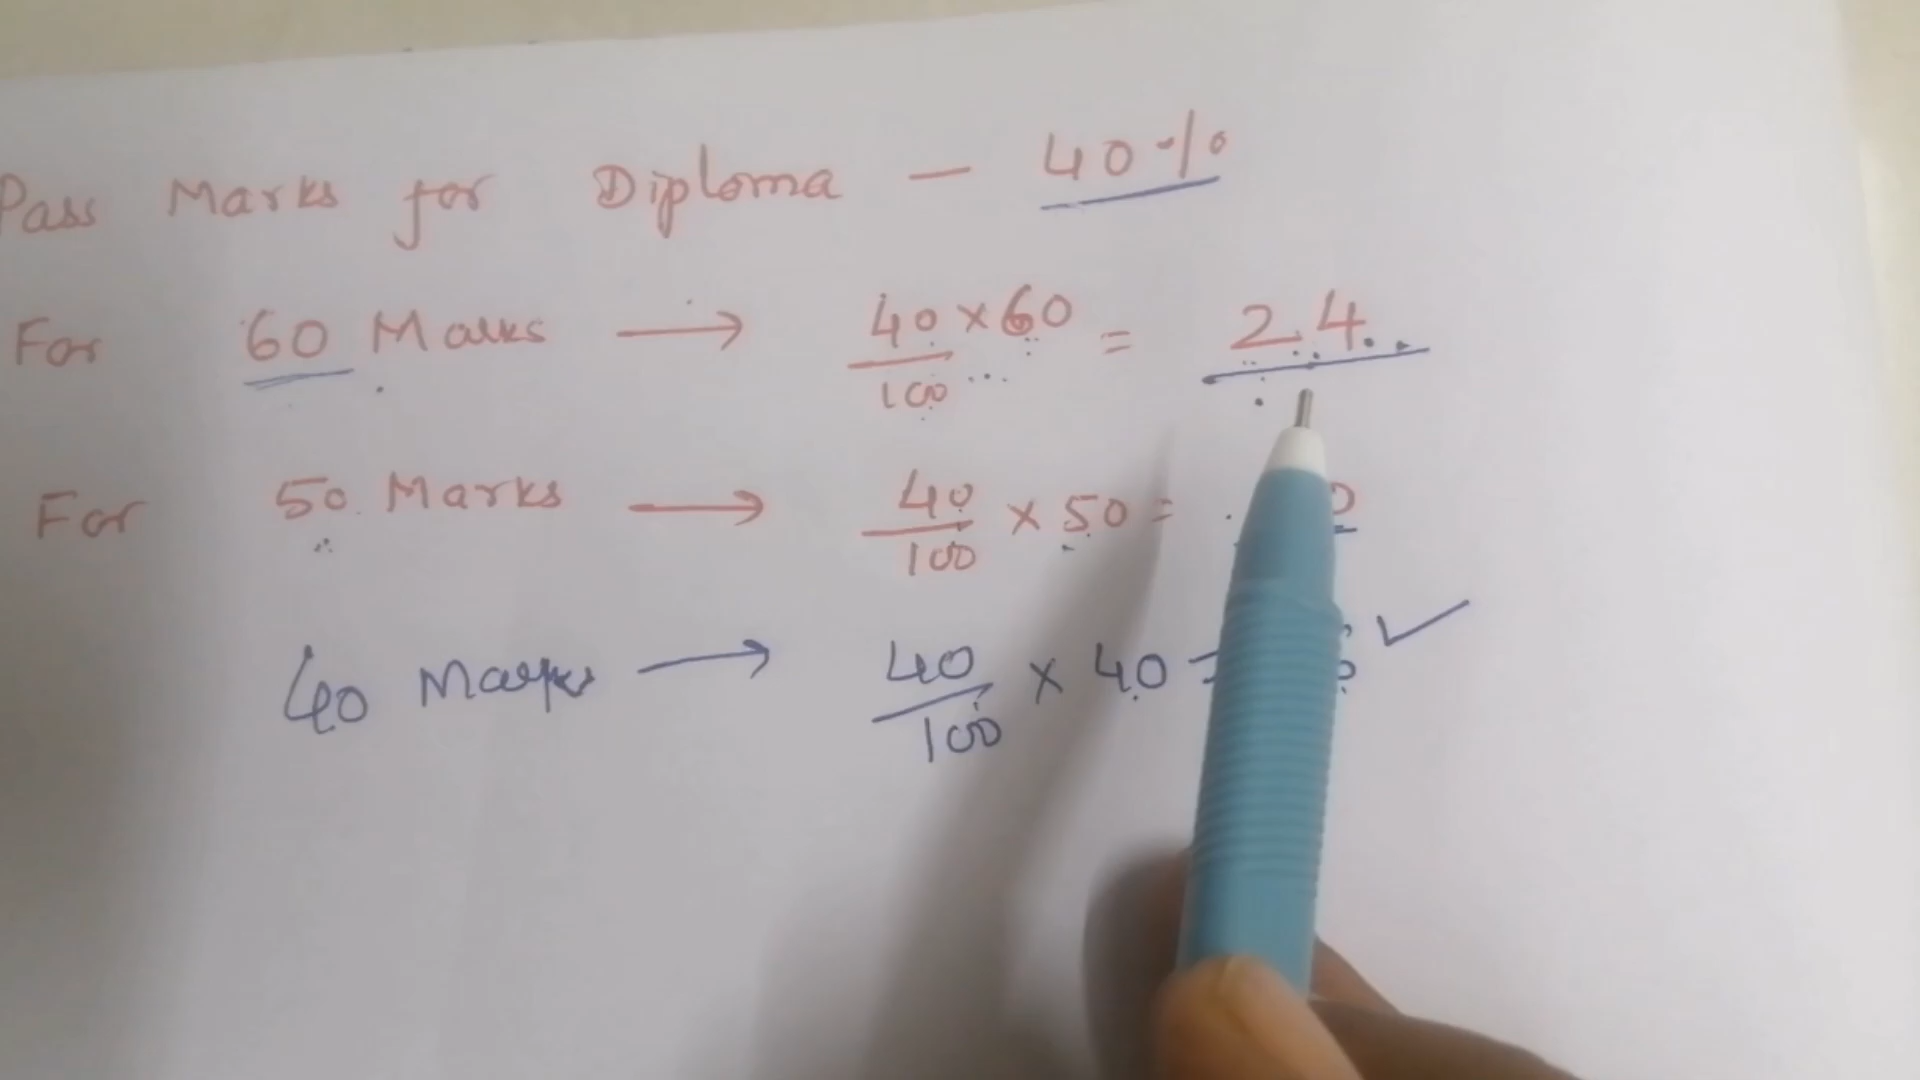 Pass Marks for Diploma - 40%
For 60 Marks → 40/100 × 60 = 24
For 50 Marks → 40/100 × 50 =
40 Marks → 40/100 × 40 = ✓